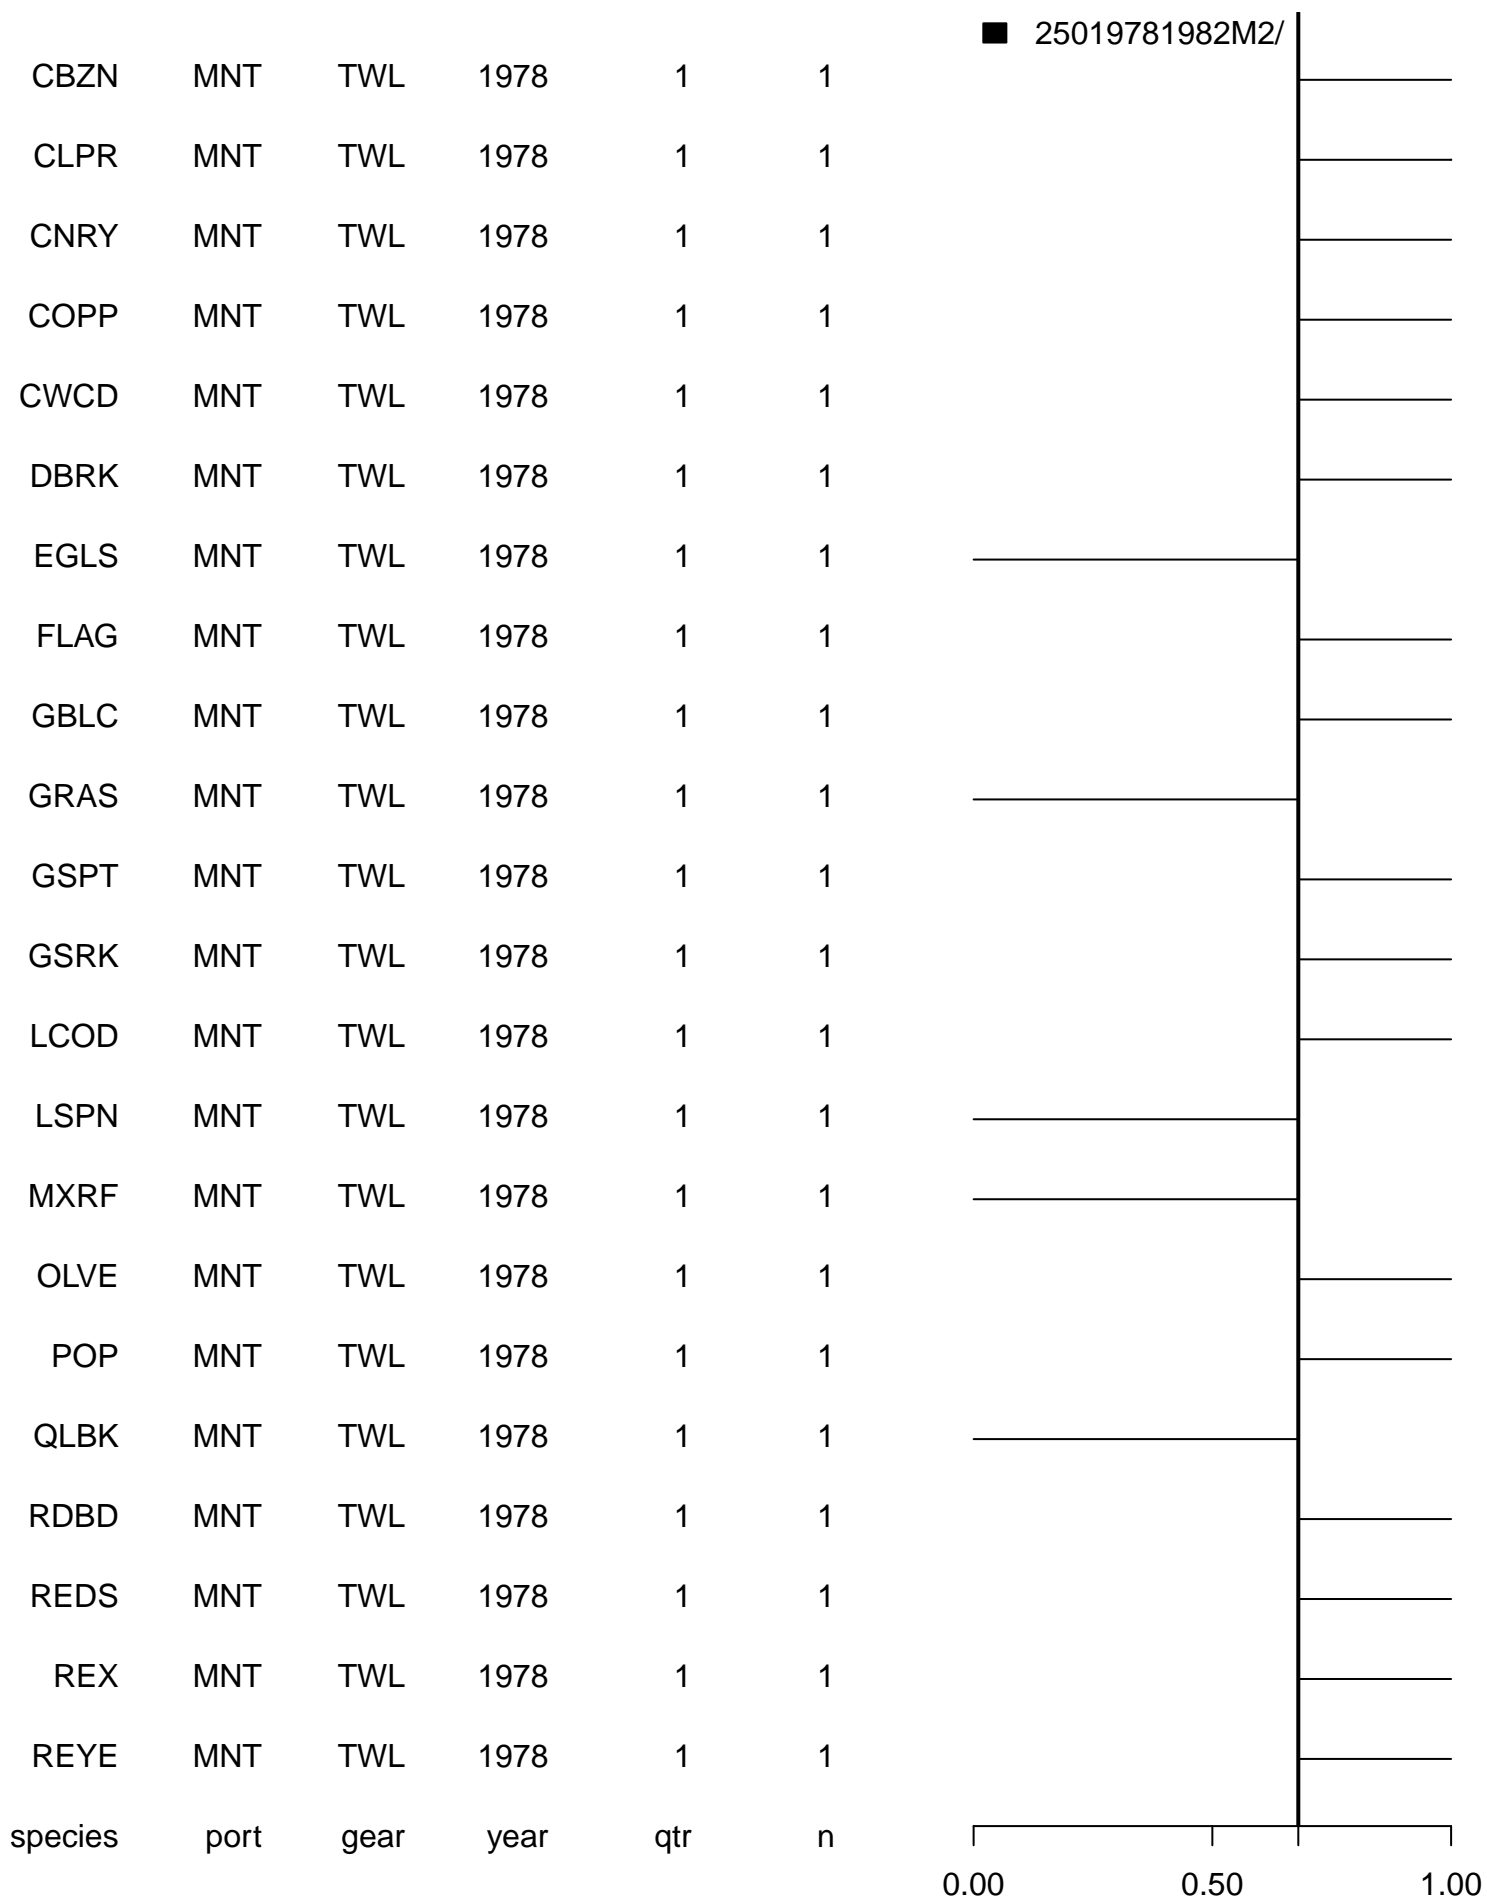 25019781982M2/
CBZN MNT TWL 1978 1 1
CLPR MNT TWL 1978 1 1
CNRY MNT TWL 1978 1 1
COPP MNT TWL 1978 1 1
CWCD MNT TWL 1978 1 1
DBRK MNT TWL 1978 1 1
EGLS MNT TWL 1978 1 1
FLAG MNT TWL 1978 1 1
GBLC MNT TWL 1978 1 1
GRAS MNT TWL 1978 1 1
GSPT MNT TWL 1978 1 1
GSRK MNT TWL 1978 1 1
LCOD MNT TWL 1978 1 1
LSPN MNT TWL 1978 1 1
MXRF MNT TWL 1978 1 1
OLVE MNT TWL 1978 1 1
POP MNT TWL 1978 1 1
QLBK MNT TWL 1978 1 1
RDBD MNT TWL 1978 1 1
REDS MNT TWL 1978 1 1
REX MNT TWL 1978 1 1
REYE MNT TWL 1978 1 1
species port gear year qtr n
0.00 0.50 1.00